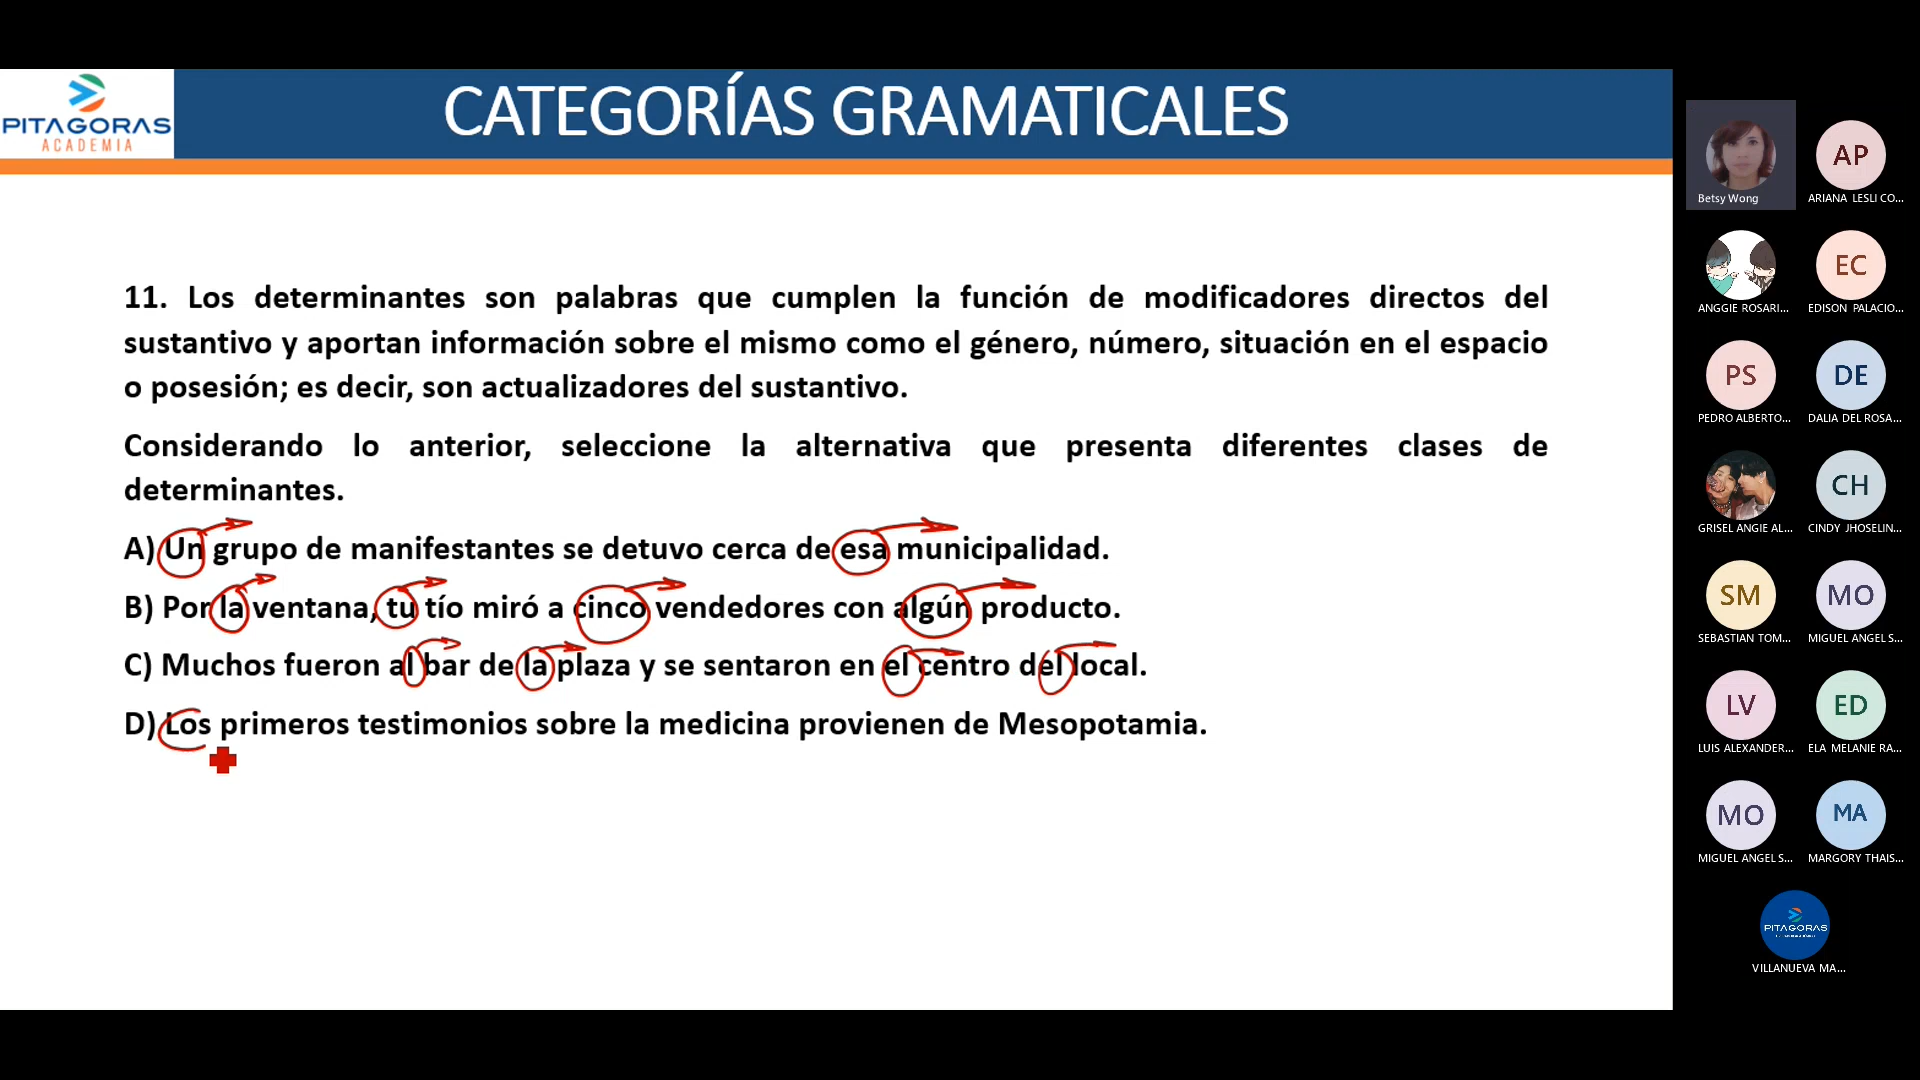 PITAGORAS
ACADEMIA
CATEGORÍAS GRAMATICALES
11. Los determinantes son palabras que cumplen la función de modificadores directos del
sustantivo y aportan información sobre el mismo como el género, número, situación en el espacio
o posesión; es decir, son actualizadores del sustantivo.
Considerando lo anterior, seleccione la alternativa que presenta diferentes clases de
determinantes.
A) Un grupo de manifestantes se detuvo cerca de esa municipalidad.
B) Por la ventana, tu tío miró a cinco vendedores con algún producto.
C) Muchos fueron al bar de la plaza y se sentaron en el centro del local.
D) Los primeros testimonios sobre la medicina provienen de Mesopotamia.
Betsy Wong
AP
ARIANA LESLI CO...
ANGGIE ROSARI...
EC
EDISON PALACIO...
PS
PEDRO ALBERTO...
DE
DALIA DEL ROSA...
GRISEL ANGIE AL...
CH
CINDY JHOSELIN...
SM
SEBASTIAN TOM...
MO
MIGUEL ANGEL S...
LV
LUIS ALEXANDER...
ED
ELA MELANIE RA...
MO
MIGUEL ANGEL S...
MA
MARGORY THAIS...
PITAGORAS
VILLANUEVA MA...